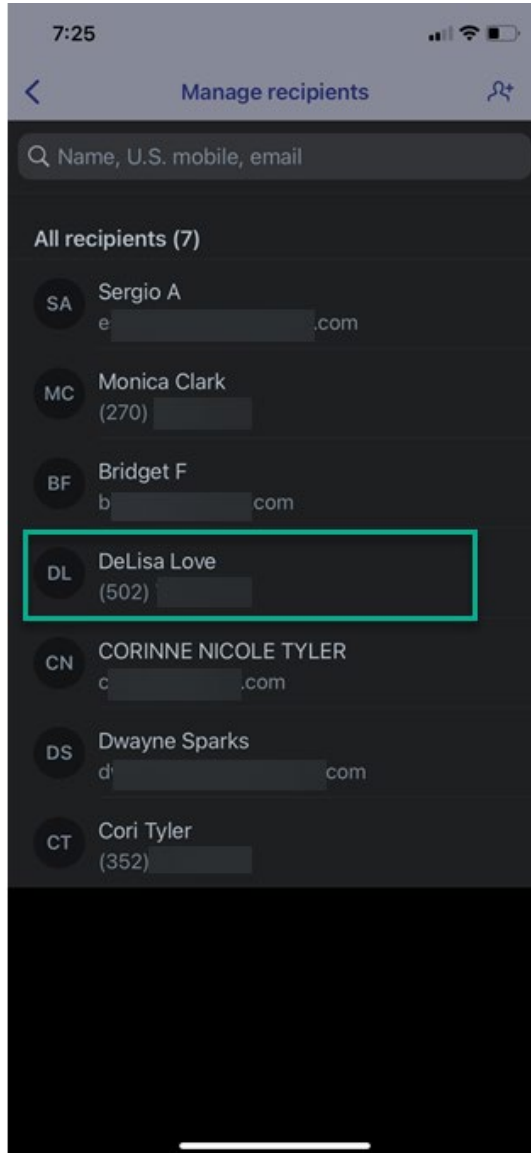 7:25
Manage recipients
Name, U.S. mobile, email
All recipients (7)
SA
Sergio A
e .com
MC
Monica Clark
(270)
BF
Bridget F
b com
DL
DeLisa Love
(502)
CN
CORINNE NICOLE TYLER
c .com
DS
Dwayne Sparks
d com
CT
Cori Tyler
(352)